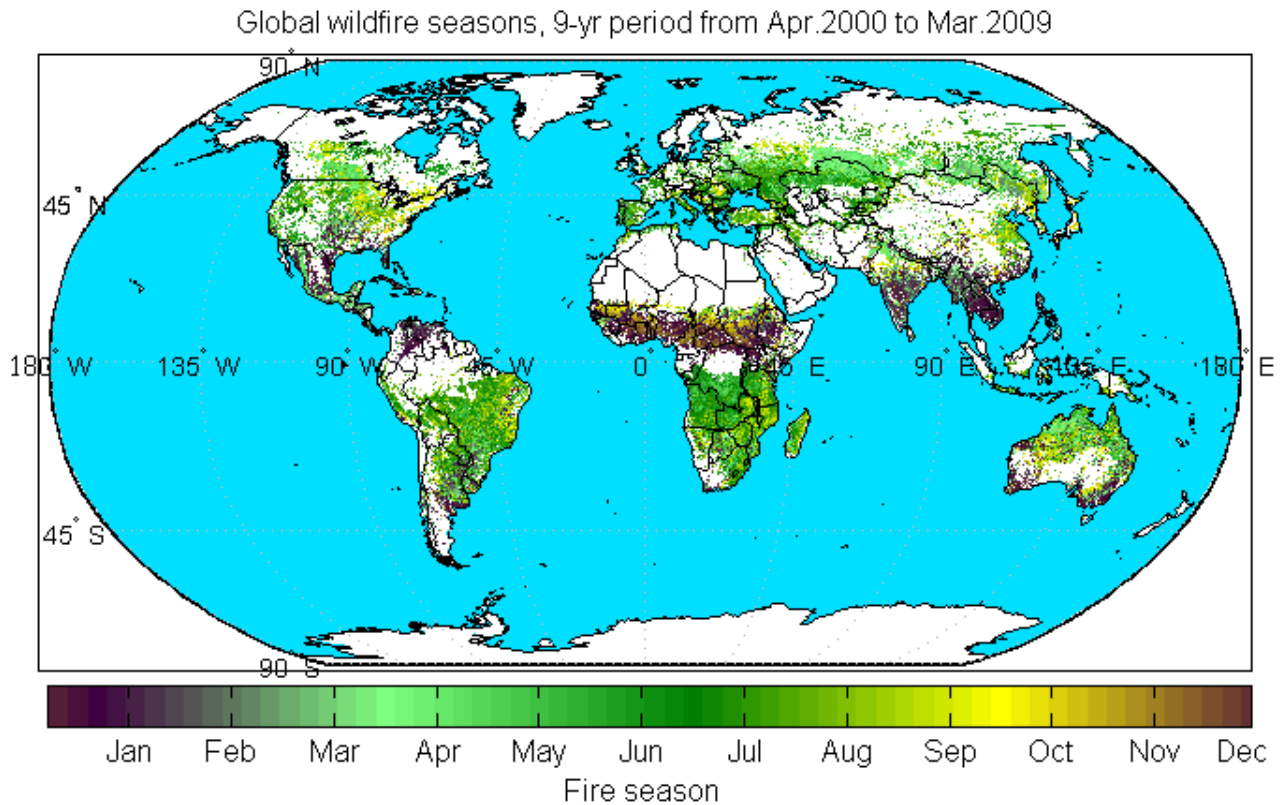 Global wildfire seasons, 9-yr period from Apr.2000 to Mar.2009
90° N
45° N
180° W 135° W 90° W 45° W 0° 45° E 90° E 135° E 180° E
45° S
90° S
Jan Feb Mar Apr May Jun Jul Aug Sep Oct Nov Dec
Fire season